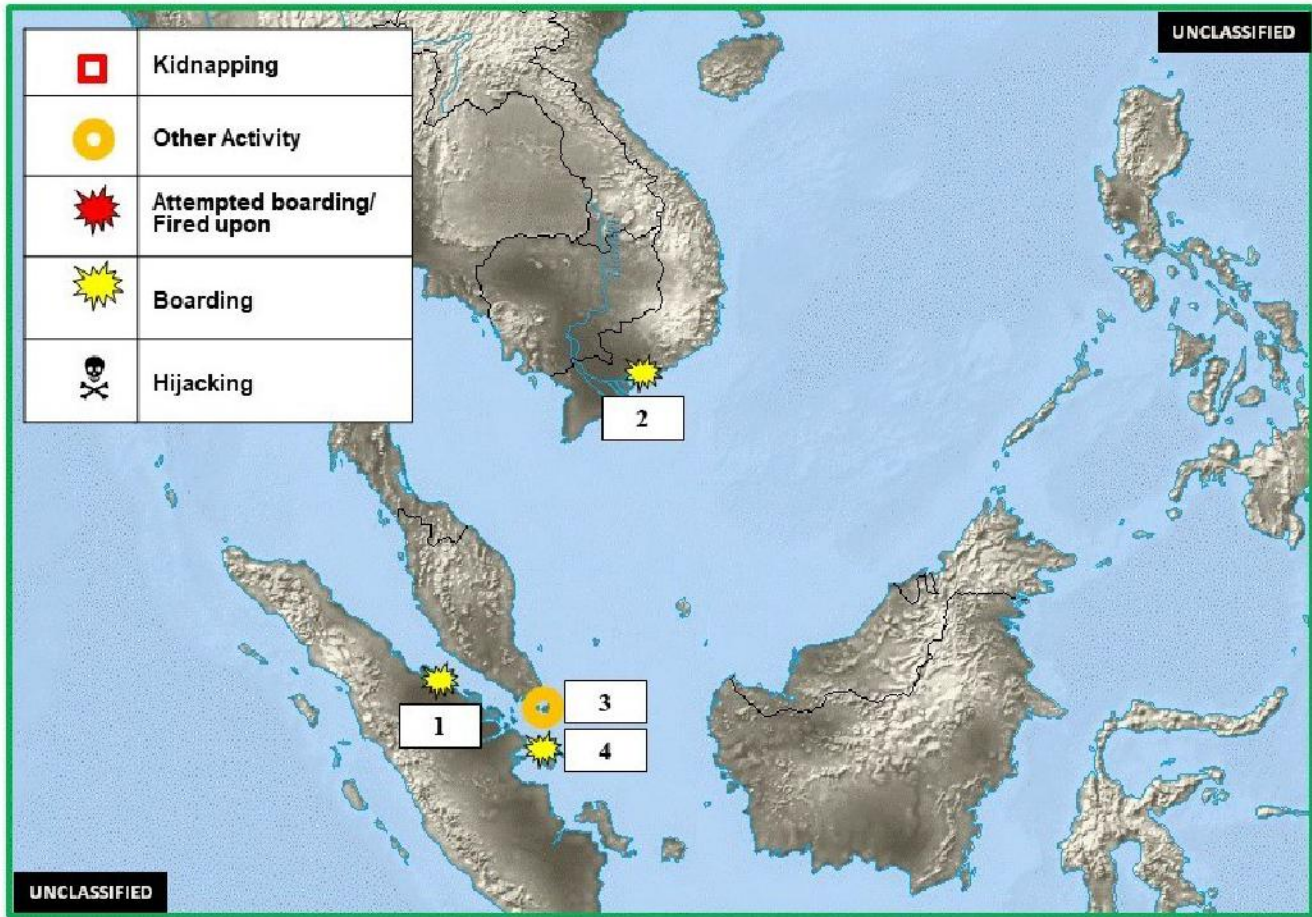 UNCLASSIFIED
Kidnapping
Other Activity
Attempted boarding/
Fired upon
Boarding
Hijacking
2
1
3
4
UNCLASSIFIED